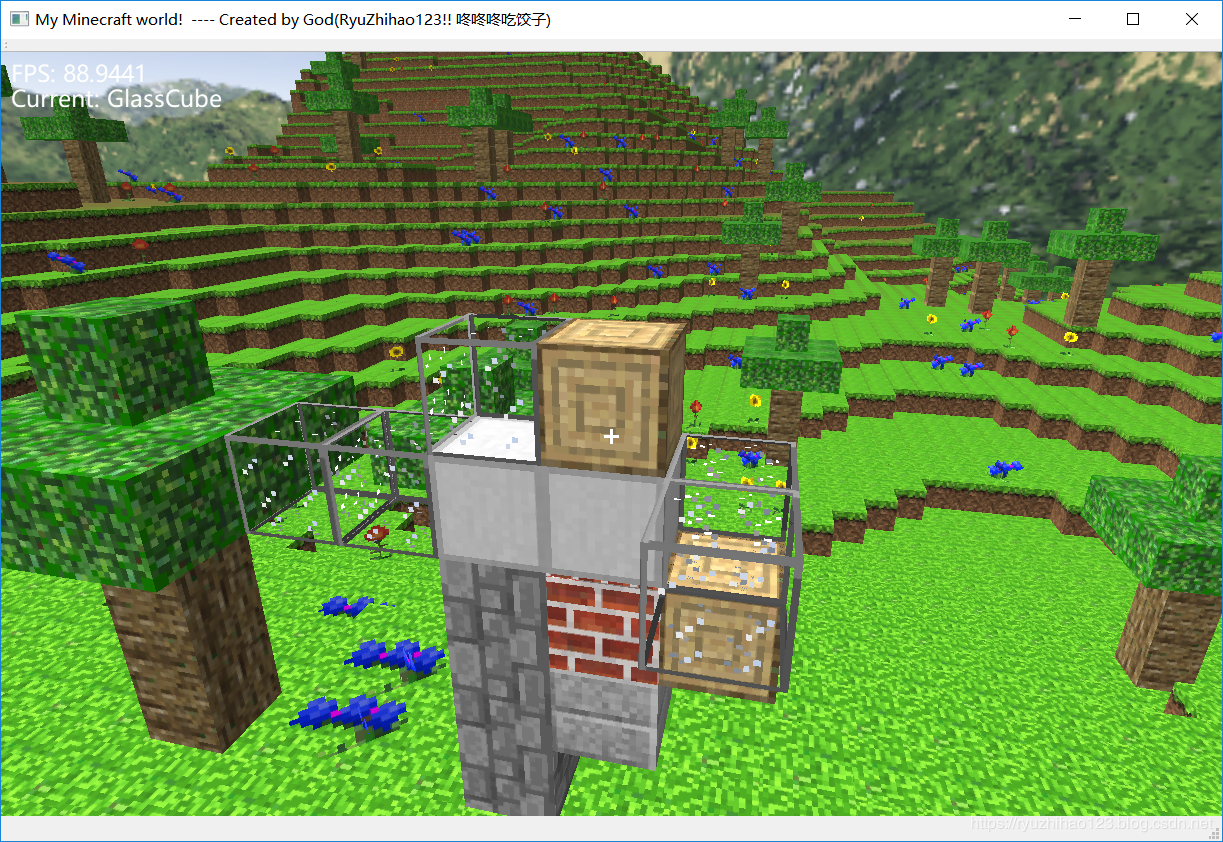 My Minecraft world!  ---- Created by God(RyuZhihao123!! 咚咚咚吃饺子)
FPS: 88.9441
Current: GlassCube
https://ryuzhihao123.blog.csdn.net